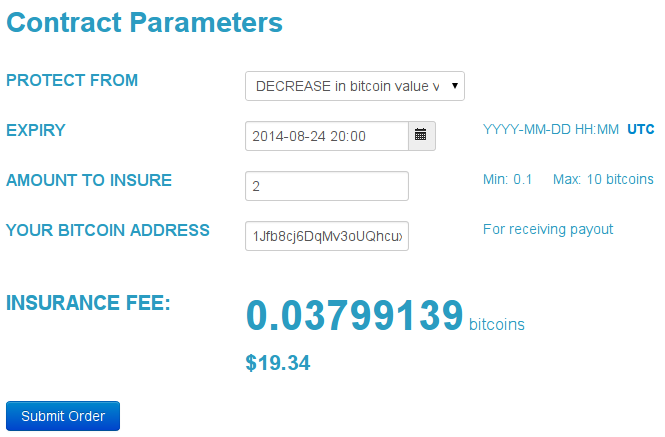 Contract Parameters
PROTECT FROM DECREASE in bitcoin value v
EXPIRY 2014-08-24 20:00 YYYY-MM-DD HH:MM UTC
AMOUNT TO INSURE 2 Min: 0.1 Max: 10 bitcoins
YOUR BITCOIN ADDRESS 1Jfb8cj6DqMv3oUQhcux For receiving payout
INSURANCE FEE: 0.03799139 bitcoins
$19.34
Submit Order